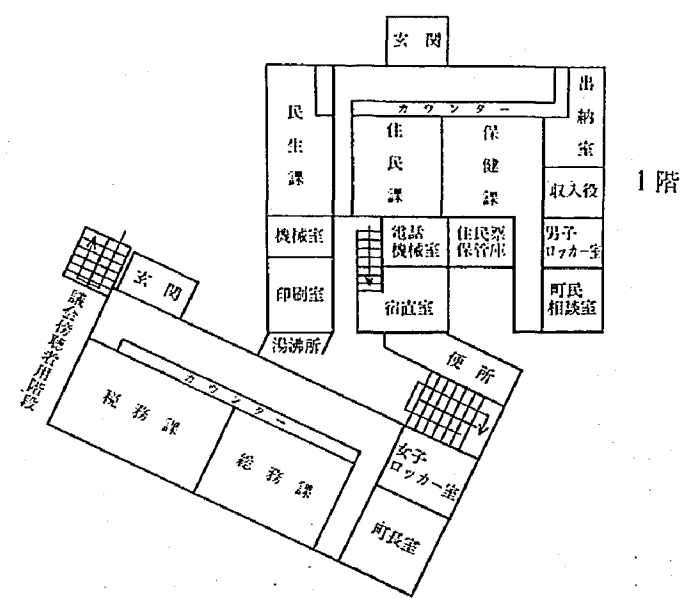 玄関
カウンター
民生課
住民課
保健課
出納室
収入役
1階
機械室
電話
機械室
住民票
保管庫
男子
ロッカー室
印刷室
宿直室
町民
相談室
湯沸所
便所
玄関
議会傍聴者用階段
カウンター
税務課
総務課
女子
ロッカー室
町長室